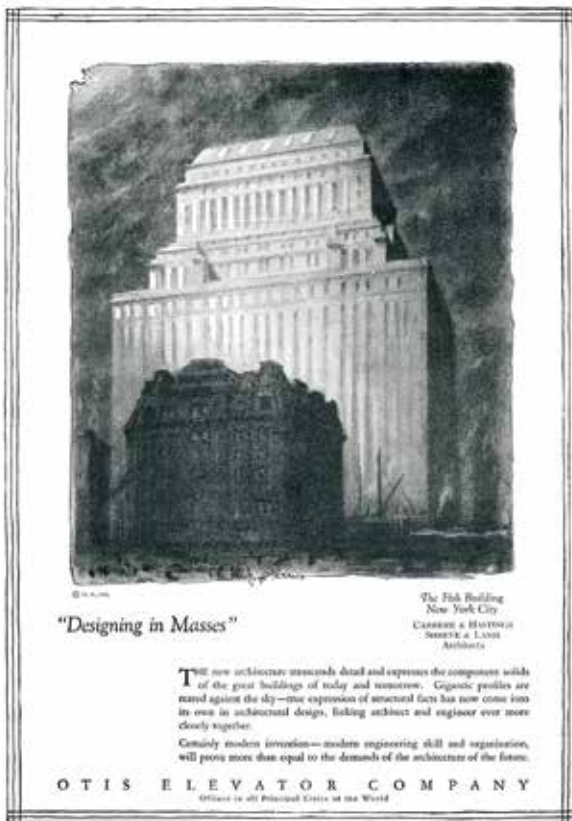 "Designing in Masses"
The Fisk Building
New York City
CARRERE & HASTINGS
SHREVE & LAMB
Architects
THE new architecture transcends detail and expresses the component solids
of the great buildings of today and tomorrow. Gigantic profiles are
reared against the sky—true expression of structural facts has now come into
its own in architectural design, linking architect and engineer ever more
closely together.
Certainly modern invention—modern engineering skill and organization,
will prove more than equal to the demands of the architecture of the future.
OTIS ELEVATOR COMPANY
Offices in all Principal Cities of the World